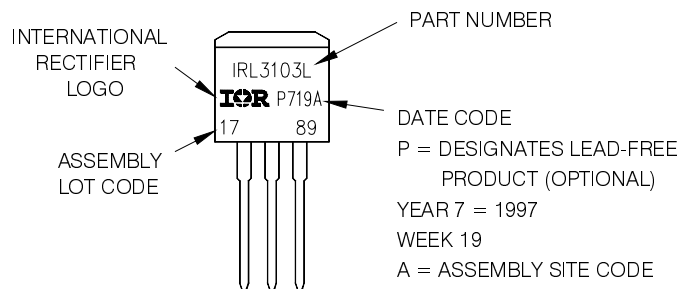 PART NUMBER
INTERNATIONAL
RECTIFIER
LOGO
IRL3103L
IOR P719A
17 89
ASSEMBLY
LOT CODE
DATE CODE
P = DESIGNATES LEAD-FREE
PRODUCT (OPTIONAL)
YEAR 7 = 1997
WEEK 19
A = ASSEMBLY SITE CODE